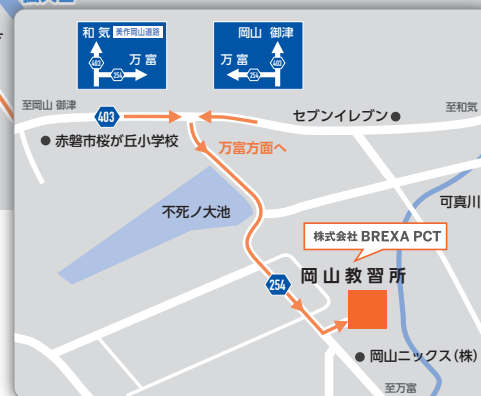 和気 美作岡山道路
403
万富
254
岡山 御津
403
万富
254
至岡山 御津
403
セブンイレブン
至和気
赤磐市桜が丘小学校
万富方面へ
不死ノ大池
可真川
株式会社 BREXA PCT
岡山教習所
254
岡山ニックス(株)
至万富